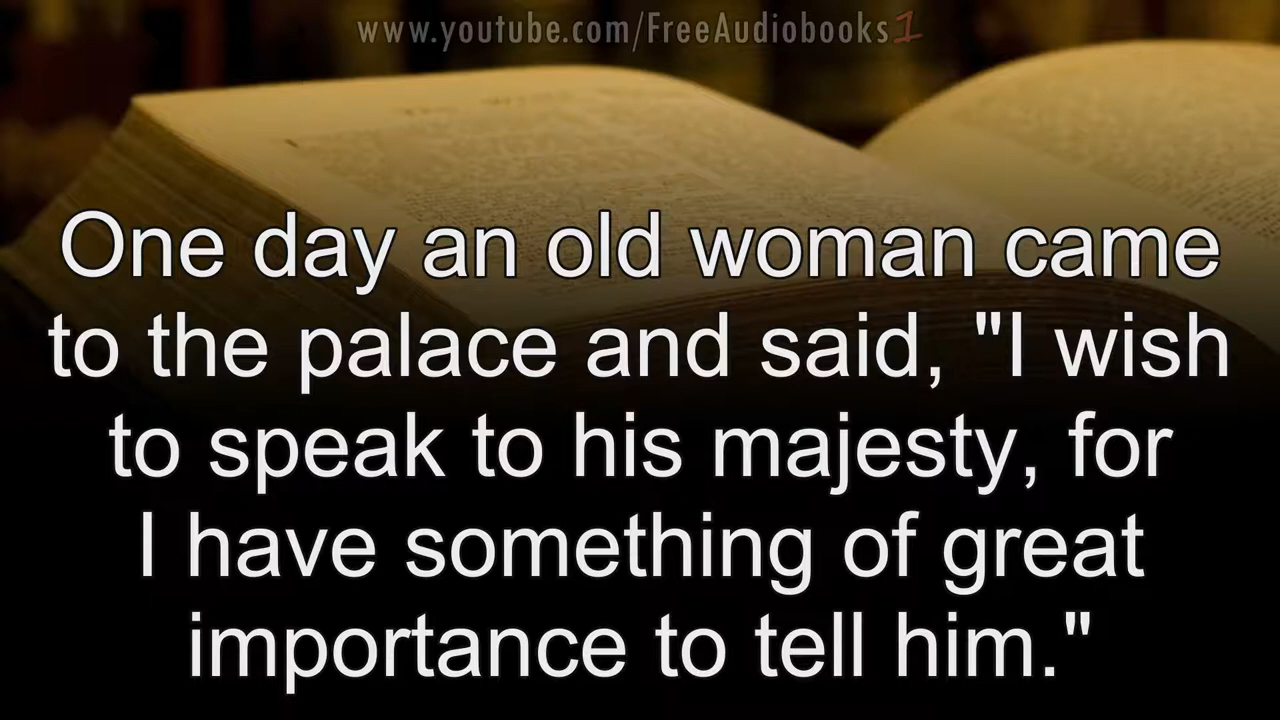 www.youtube.com/FreeAudiobooks1
One day an old woman came
to the palace and said, "I wish
to speak to his majesty, for
I have something of great
importance to tell him."